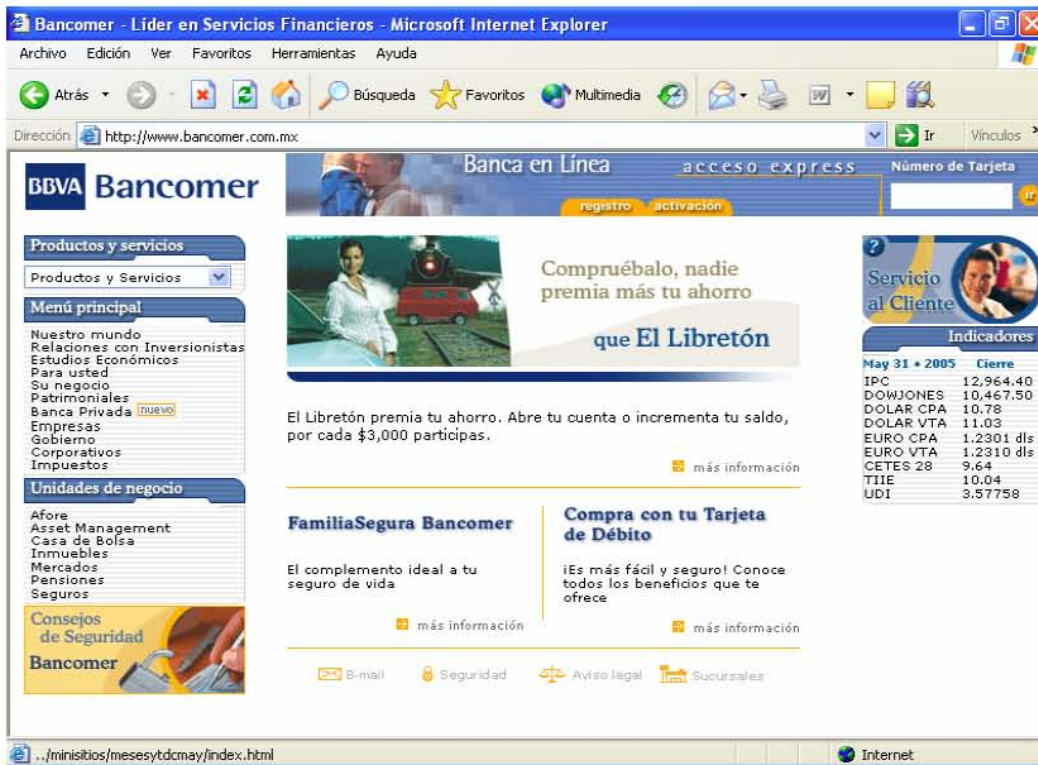 Bancomer - Líder en Servicios Financieros - Microsoft Internet Explorer
Archivo Edición Ver Favoritos Herramientas Ayuda
Atrás Búsqueda Favoritos Multimedia
Dirección http://www.bancomer.com.mx Ir Vínculos
BBVA Bancomer
Banca en Línea acceso express
registro activación
Número de Tarjeta
ir
Productos y servicios
Productos y Servicios
Menú principal
Nuestro mundo
Relaciones con Inversionistas
Estudios Económicos
Para usted
Su negocio
Patrimoniales
Banca Privada nuevo
Empresas
Gobierno
Corporativos
Impuestos
Unidades de negocio
Afore
Asset Management
Casa de Bolsa
Inmuebles
Mercados
Pensiones
Seguros
Consejos
de Seguridad
Bancomer
Compruébalo, nadie
premia más tu ahorro
que El Libretón
El Libretón premia tu ahorro. Abre tu cuenta o incrementa tu saldo,
por cada $3,000 participas.
más información
FamiliaSegura Bancomer
El complemento ideal a tu
seguro de vida
más información
Compra con tu Tarjeta
de Débito
¡Es más fácil y seguro! Conoce
todos los beneficios que te
ofrece
más información
E-mail Seguridad Aviso legal Sucursales
?
Servicio
al Cliente
Indicadores
May 31 • 2005 Cierre
IPC 12,964.40
DOWJONES 10,467.50
DOLAR CPA 10.78
DOLAR VTA 11.03
EURO CPA 1.2301 dls
EURO VTA 1.2310 dls
CETES 28 9.64
TIIE 10.04
UDI 3.57758
../minisitios/mesesytdcmay/index.html Internet